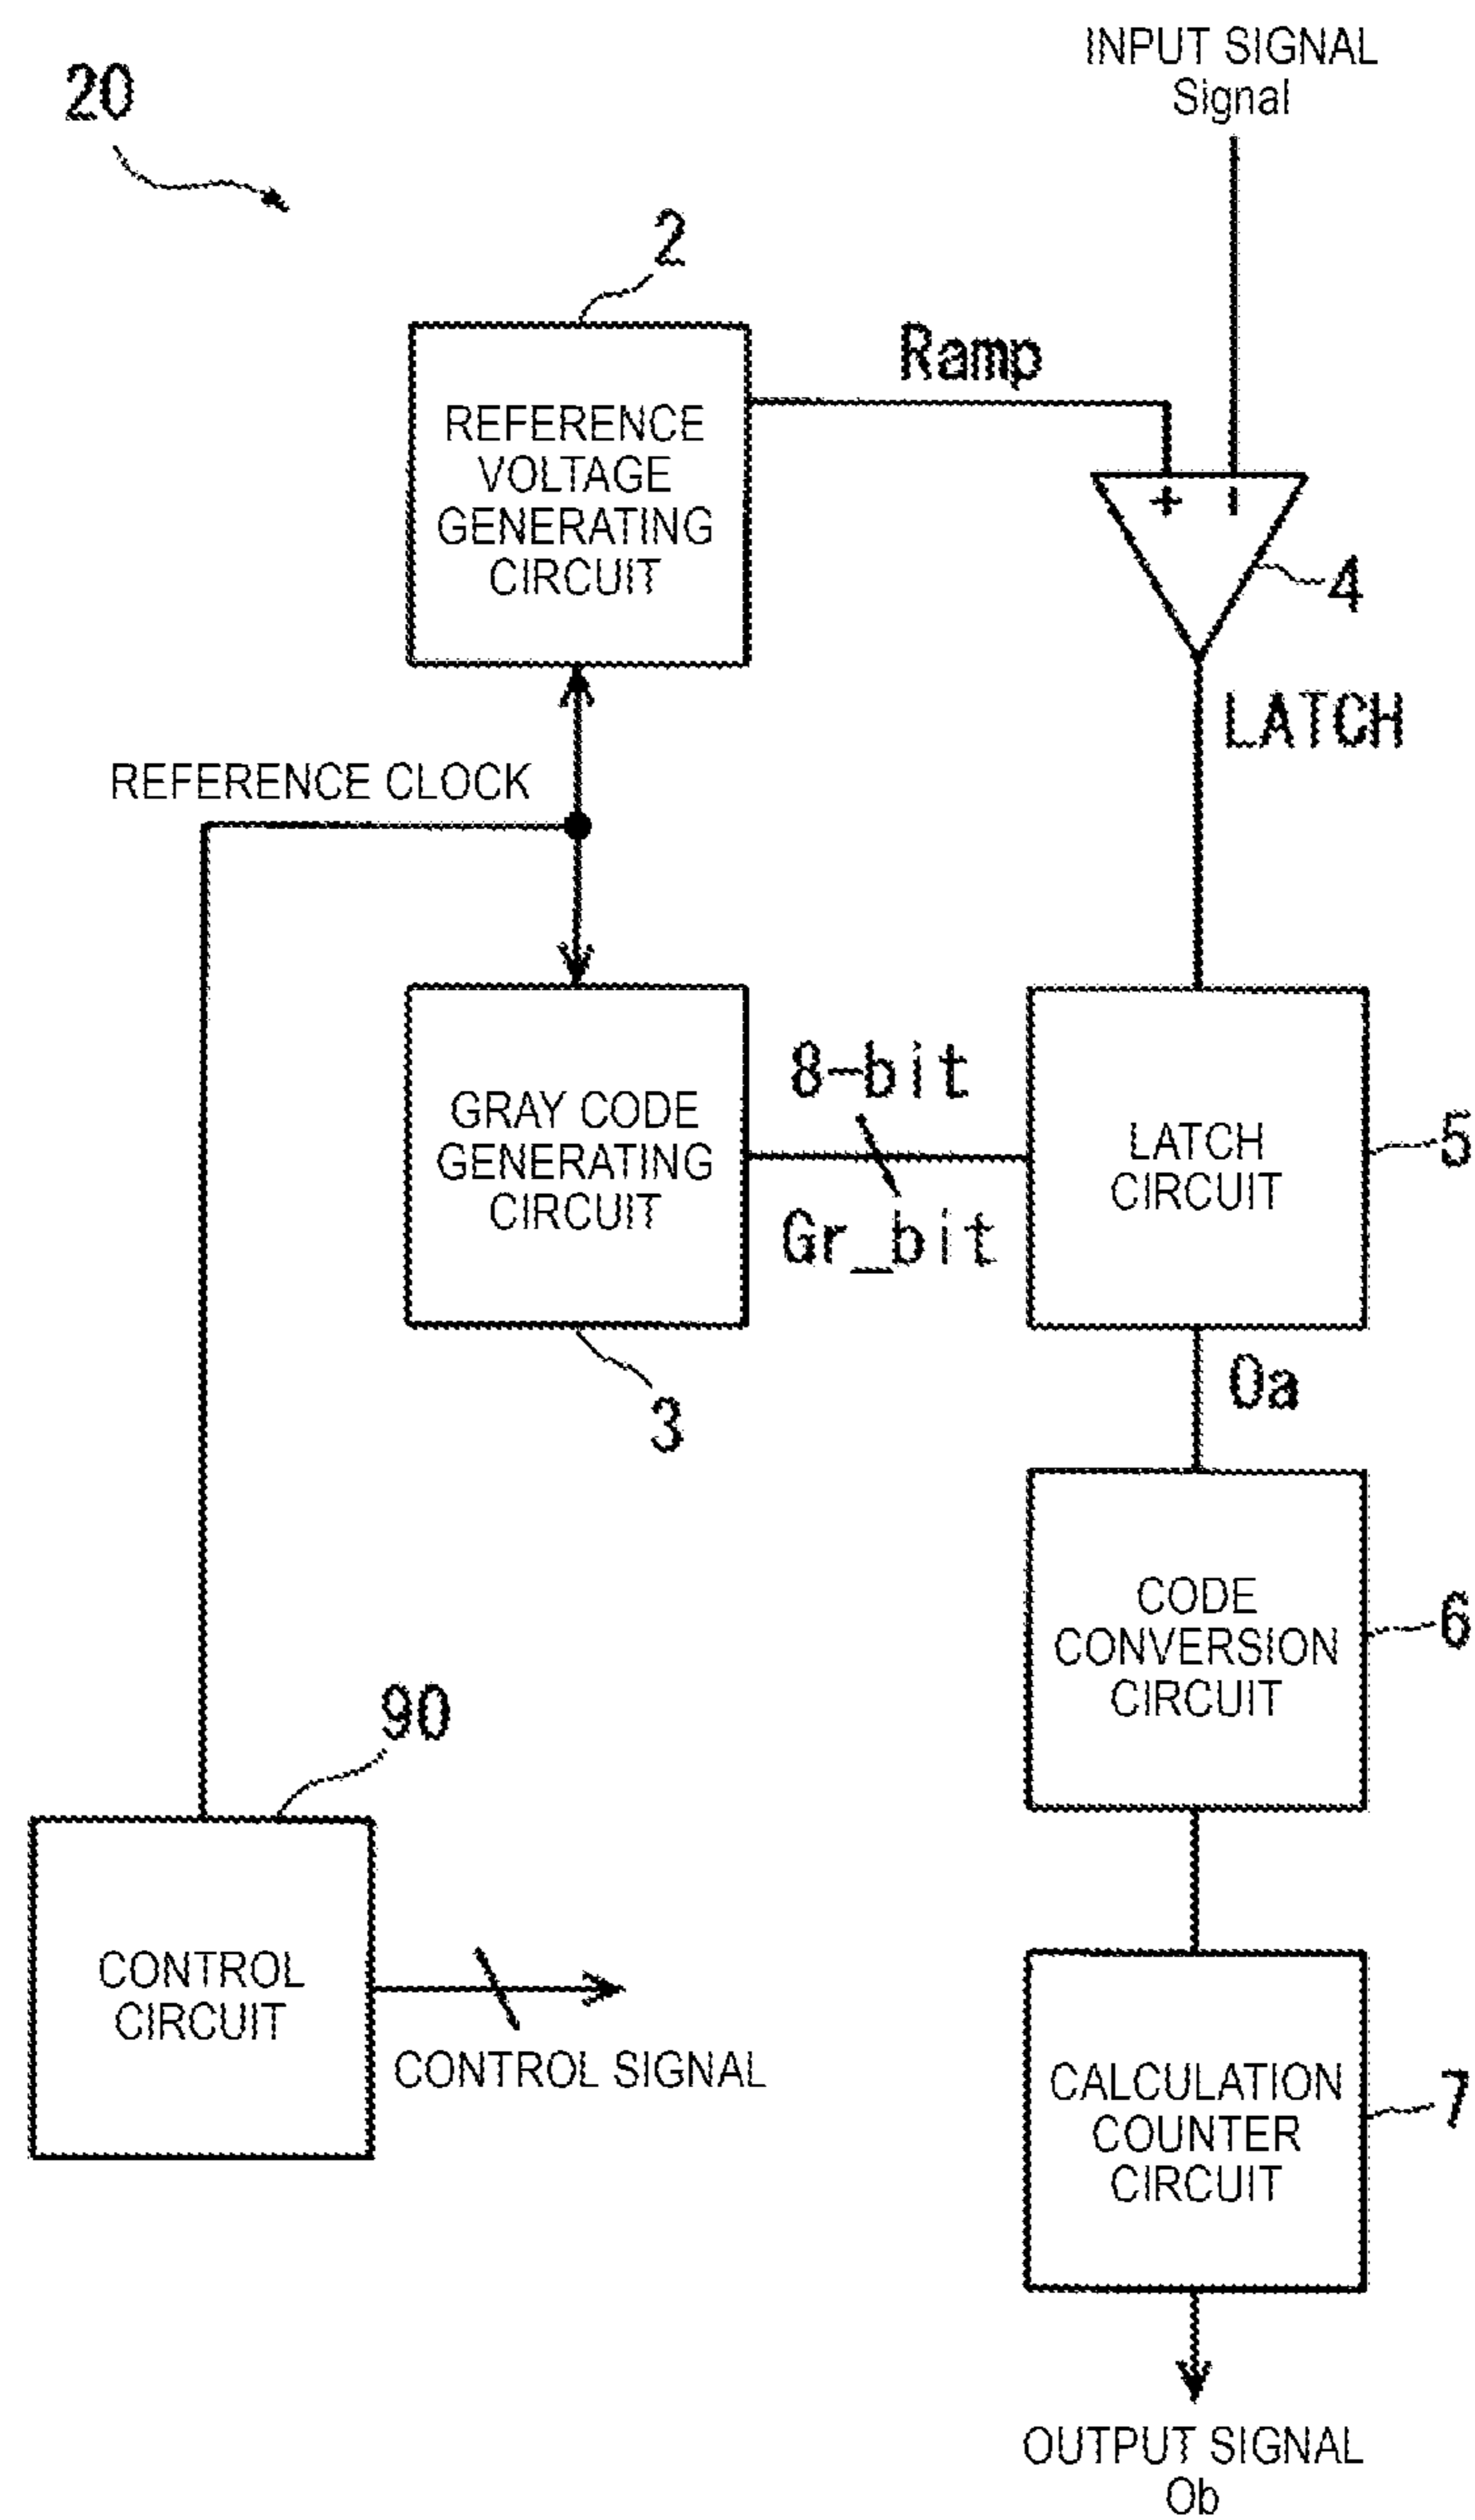 INPUT SIGNAL
Signal
20
2
Ramp
REFERENCE
VOLTAGE
GENERATING
CIRCUIT
+ −
4
LATCH
REFERENCE CLOCK
8-bit
GRAY CODE
GENERATING
CIRCUIT
LATCH
CIRCUIT
5
Gr_bit
3
Oa
CODE
CONVERSION
CIRCUIT
6
90
CONTROL
CIRCUIT
CONTROL SIGNAL
CALCULATION
COUNTER
CIRCUIT
7
OUTPUT SIGNAL
Ob